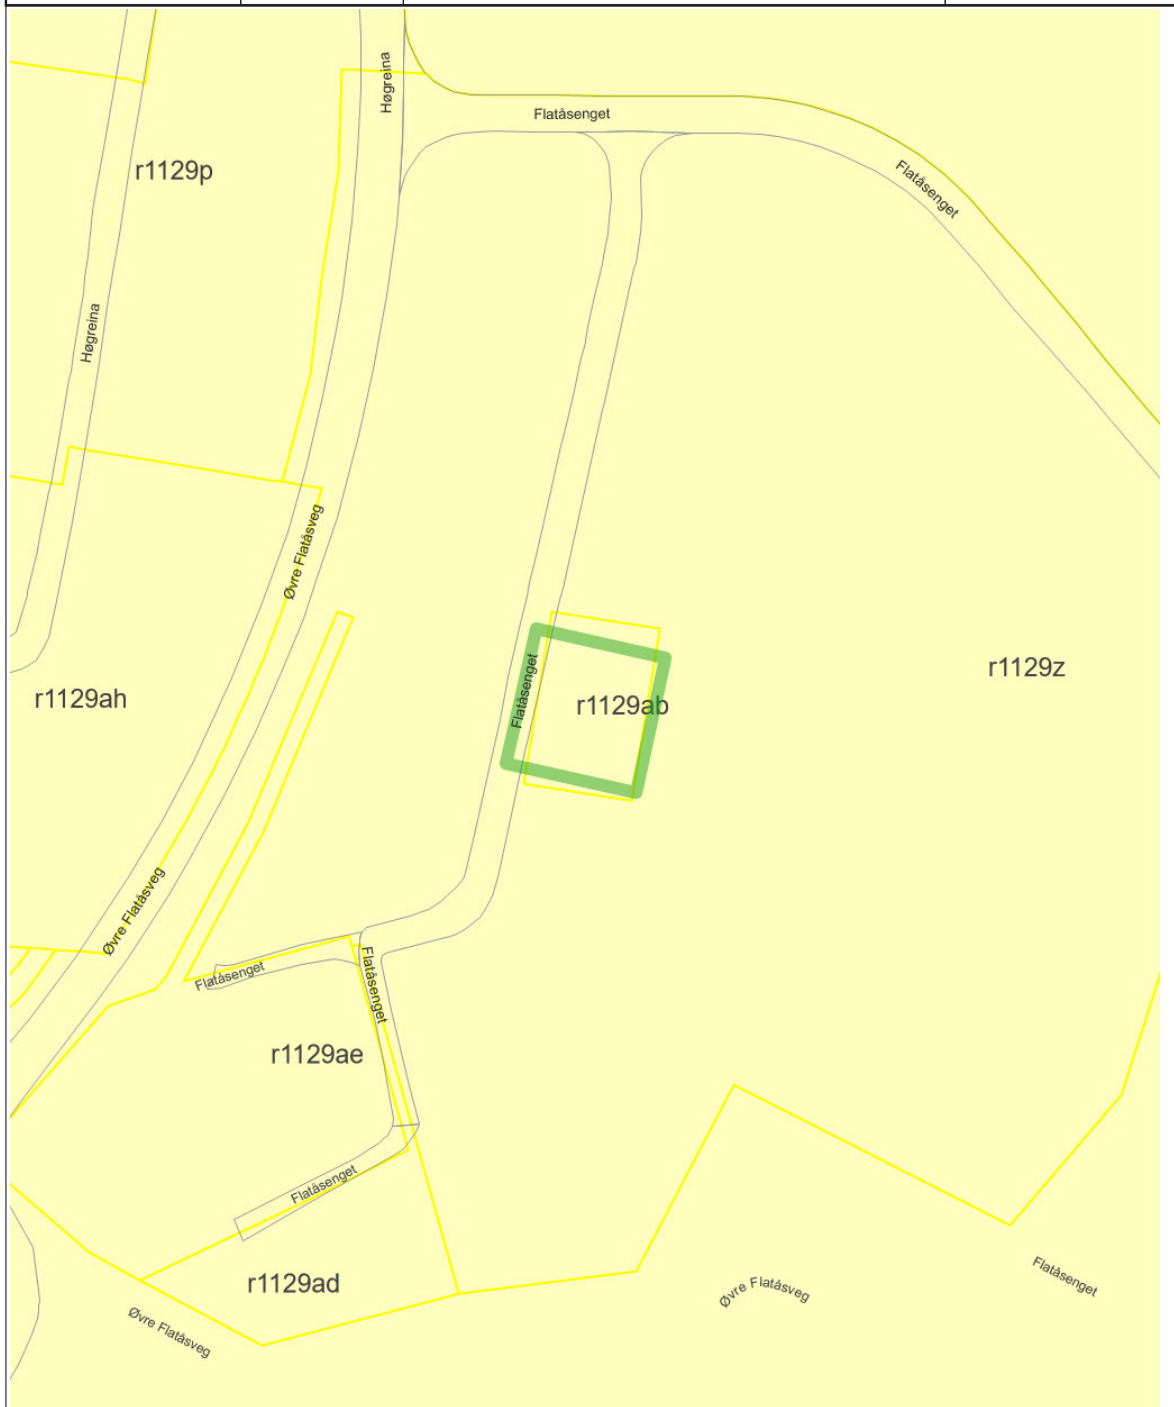 Høgreina
Flatåsenget
r1129p
Flatåsenget
Høgreina
Øvre Flatåsveg
Flatåsenget
r1129z
r1129ah
r1129ab
Øvre Flatåsveg
Flatåsenget
Flatåsenget
r1129ae
Flatåsenget
r1129ad
Øvre Flatåsveg
Flatåsenget
Øvre Flatåsveg